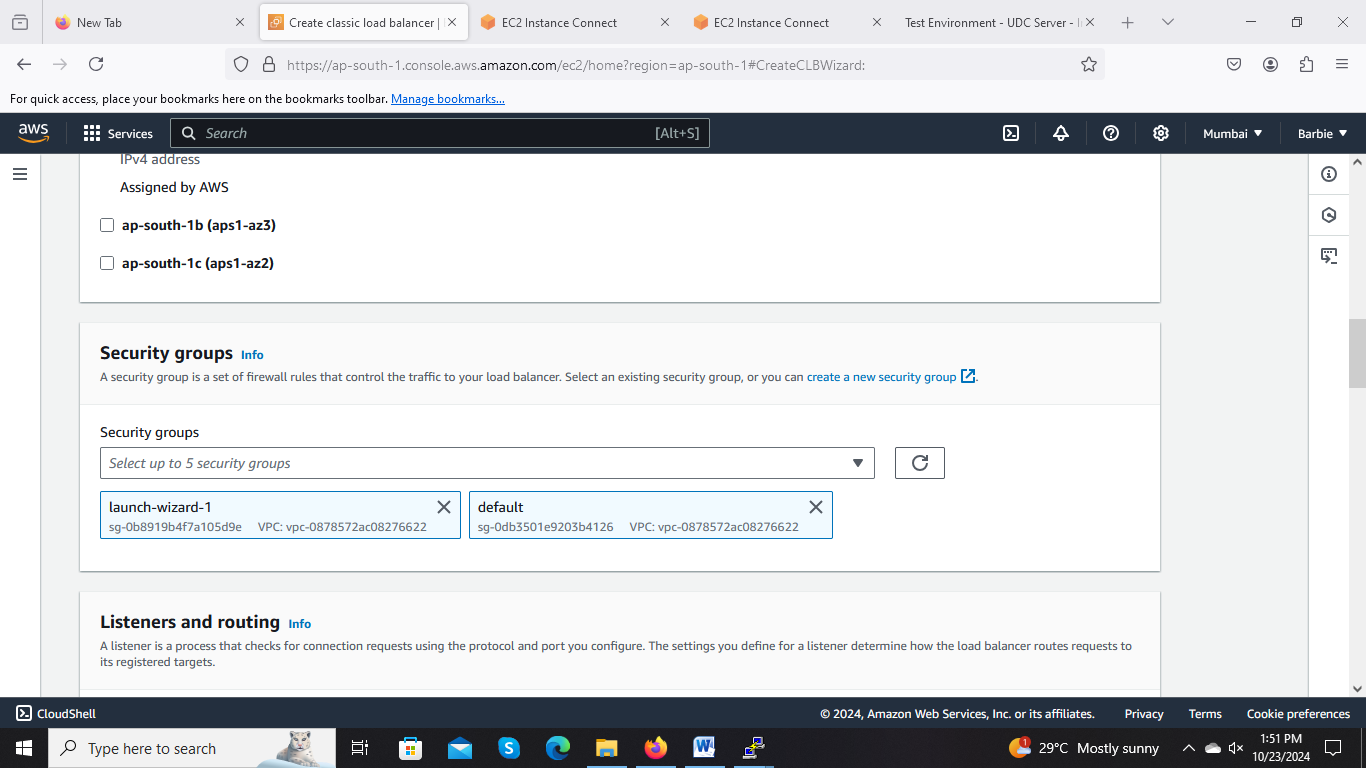 New Tab
Create classic load balancer |
EC2 Instance Connect
EC2 Instance Connect
Test Environment - UDC Server -
https://ap-south-1.console.aws.amazon.com/ec2/home?region=ap-south-1#CreateCLBWizard:
For quick access, place your bookmarks here on the bookmarks toolbar. Manage bookmarks...
aws
Services
Search
[Alt+S]
Mumbai
Barbie
IPv4 address
Assigned by AWS
ap-south-1b (aps1-az3)
ap-south-1c (aps1-az2)
Security groups Info
A security group is a set of firewall rules that control the traffic to your load balancer. Select an existing security group, or you can create a new security group.
Security groups
Select up to 5 security groups
launch-wizard-1
sg-0b8919b4f7a105d9e VPC: vpc-0878572ac08276622
default
sg-0db3501e9203b4126 VPC: vpc-0878572ac08276622
Listeners and routing Info
A listener is a process that checks for connection requests using the protocol and port you configure. The settings you define for a listener determine how the load balancer routes requests to
its registered targets.
CloudShell
© 2024, Amazon Web Services, Inc. or its affiliates.
Privacy
Terms
Cookie preferences
Type here to search
1
29°C Mostly sunny
1:51 PM
10/23/2024